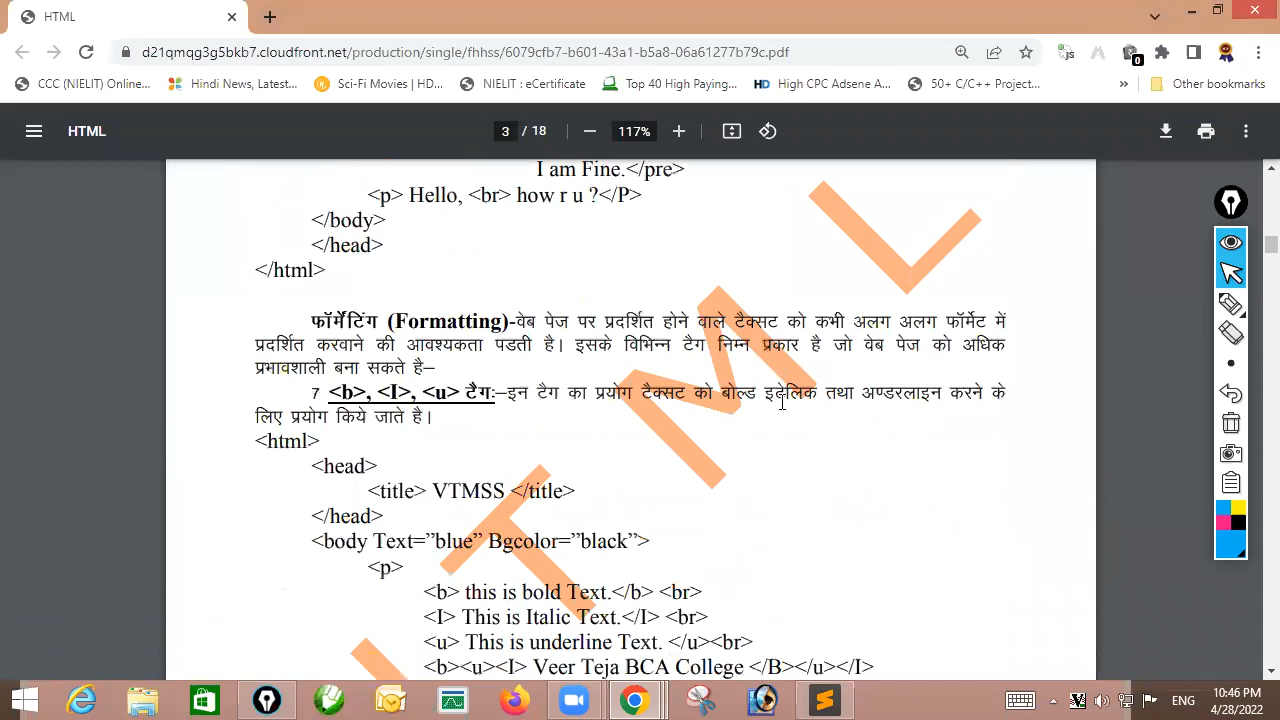 HTML
d21qmqg3g5bkb7.cloudfront.net/production/single/fhhss/6079cfb7-b601-43a1-b5a8-06a61277b79c.pdf
JS
0
CCC (NIELIT) Online... Hindi News, Latest... Sci-Fi Movies | HD... NIELIT : eCertificate Top 40 High Paying... HD High CPC Adsense A... 50+ C/C++ Project... » Other bookmarks
HTML 3 / 18 117%
I am Fine.</pre>
<p> Hello, <br> how r u ?</P>
</body>
</head>
</html>
फॉर्मेटिंग (Formatting)-वेब पेज पर प्रदर्शित होने वाले टैक्सट को कभी अलग अलग फॉर्मेट में
प्रदर्शित करवाने की आवश्यकता पडती है। इसके विभिन्न टैग निम्न प्रकार है जो वेब पेज को अधिक
प्रभावशाली बना सकते है–
7 <b>, <I>, <u> टैगः–इन टैग का प्रयोग टैक्सट को बोल्ड इटेलिक तथा अण्डरलाइन करने के
लिए प्रयोग किये जाते है।
<html>
<head>
<title> VTMSS </title>
</head>
<body Text=”blue” Bgcolor=”black”>
<p>
<b> this is bold Text.</b> <br>
<I> This is Italic Text.</I> <br>
<u> This is underline Text. </u><br>
<b><u><I> Veer Teja BCA College </B></u></I>
T M L
ENG
10:46 PM
4/28/2022